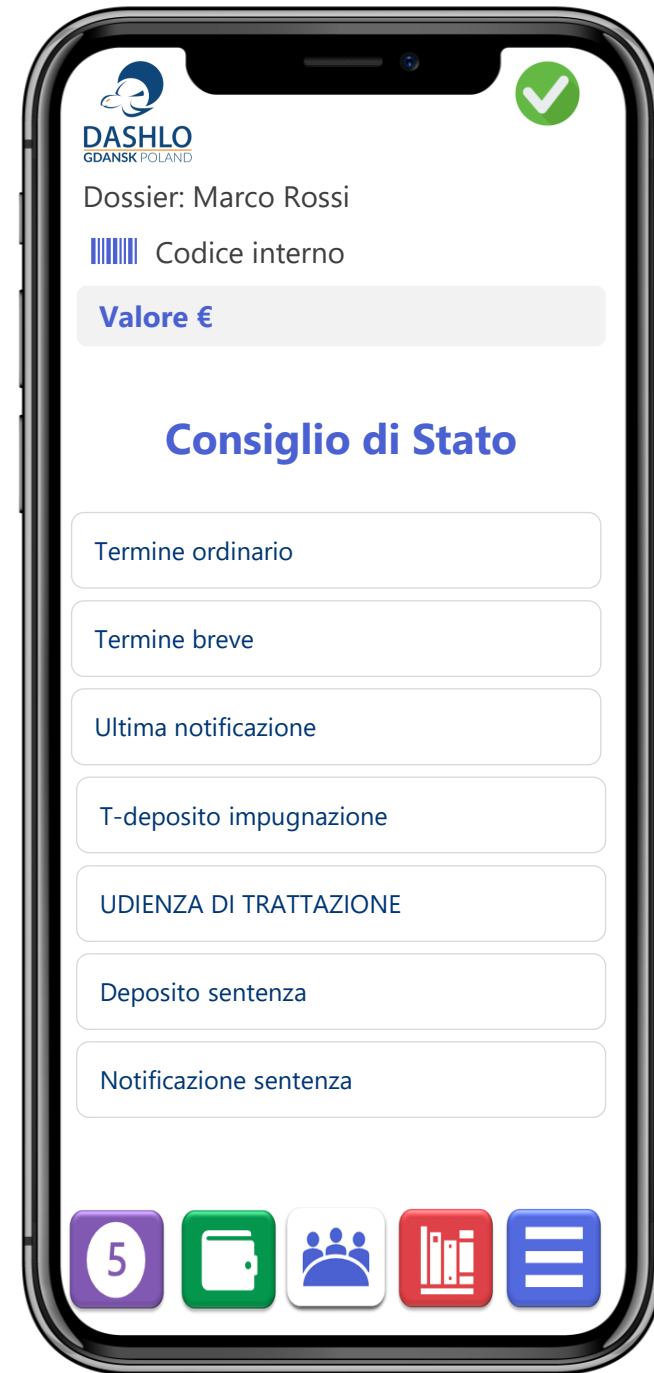 DASHLO
GDANSK POLAND
Dossier: Marco Rossi
Codice interno
Valore €
Consiglio di Stato
Termine ordinario
Termine breve
Ultima notificazione
T-deposito impugnazione
UDIENZA DI TRATTAZIONE
Deposito sentenza
Notificazione sentenza
5